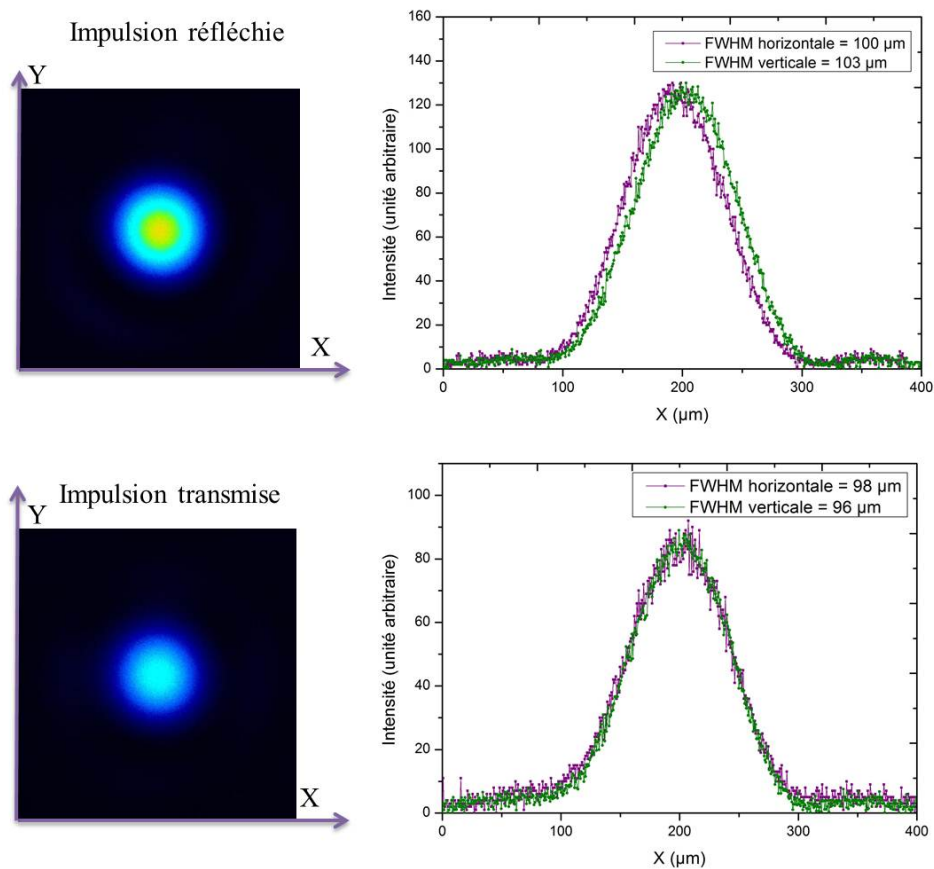 Impulsion réfléchie
Y
X
FWHM horizontale = 100 µm
FWHM verticale = 103 µm
Intensité (unité arbitraire)
160
140
120
100
80
60
40
20
0
0 100 200 300 400
X (µm)
Impulsion transmise
Y
X
FWHM horizontale = 98 µm
FWHM verticale = 96 µm
Intensité (unité arbitraire)
100
80
60
40
20
0
0 100 200 300 400
X (µm)